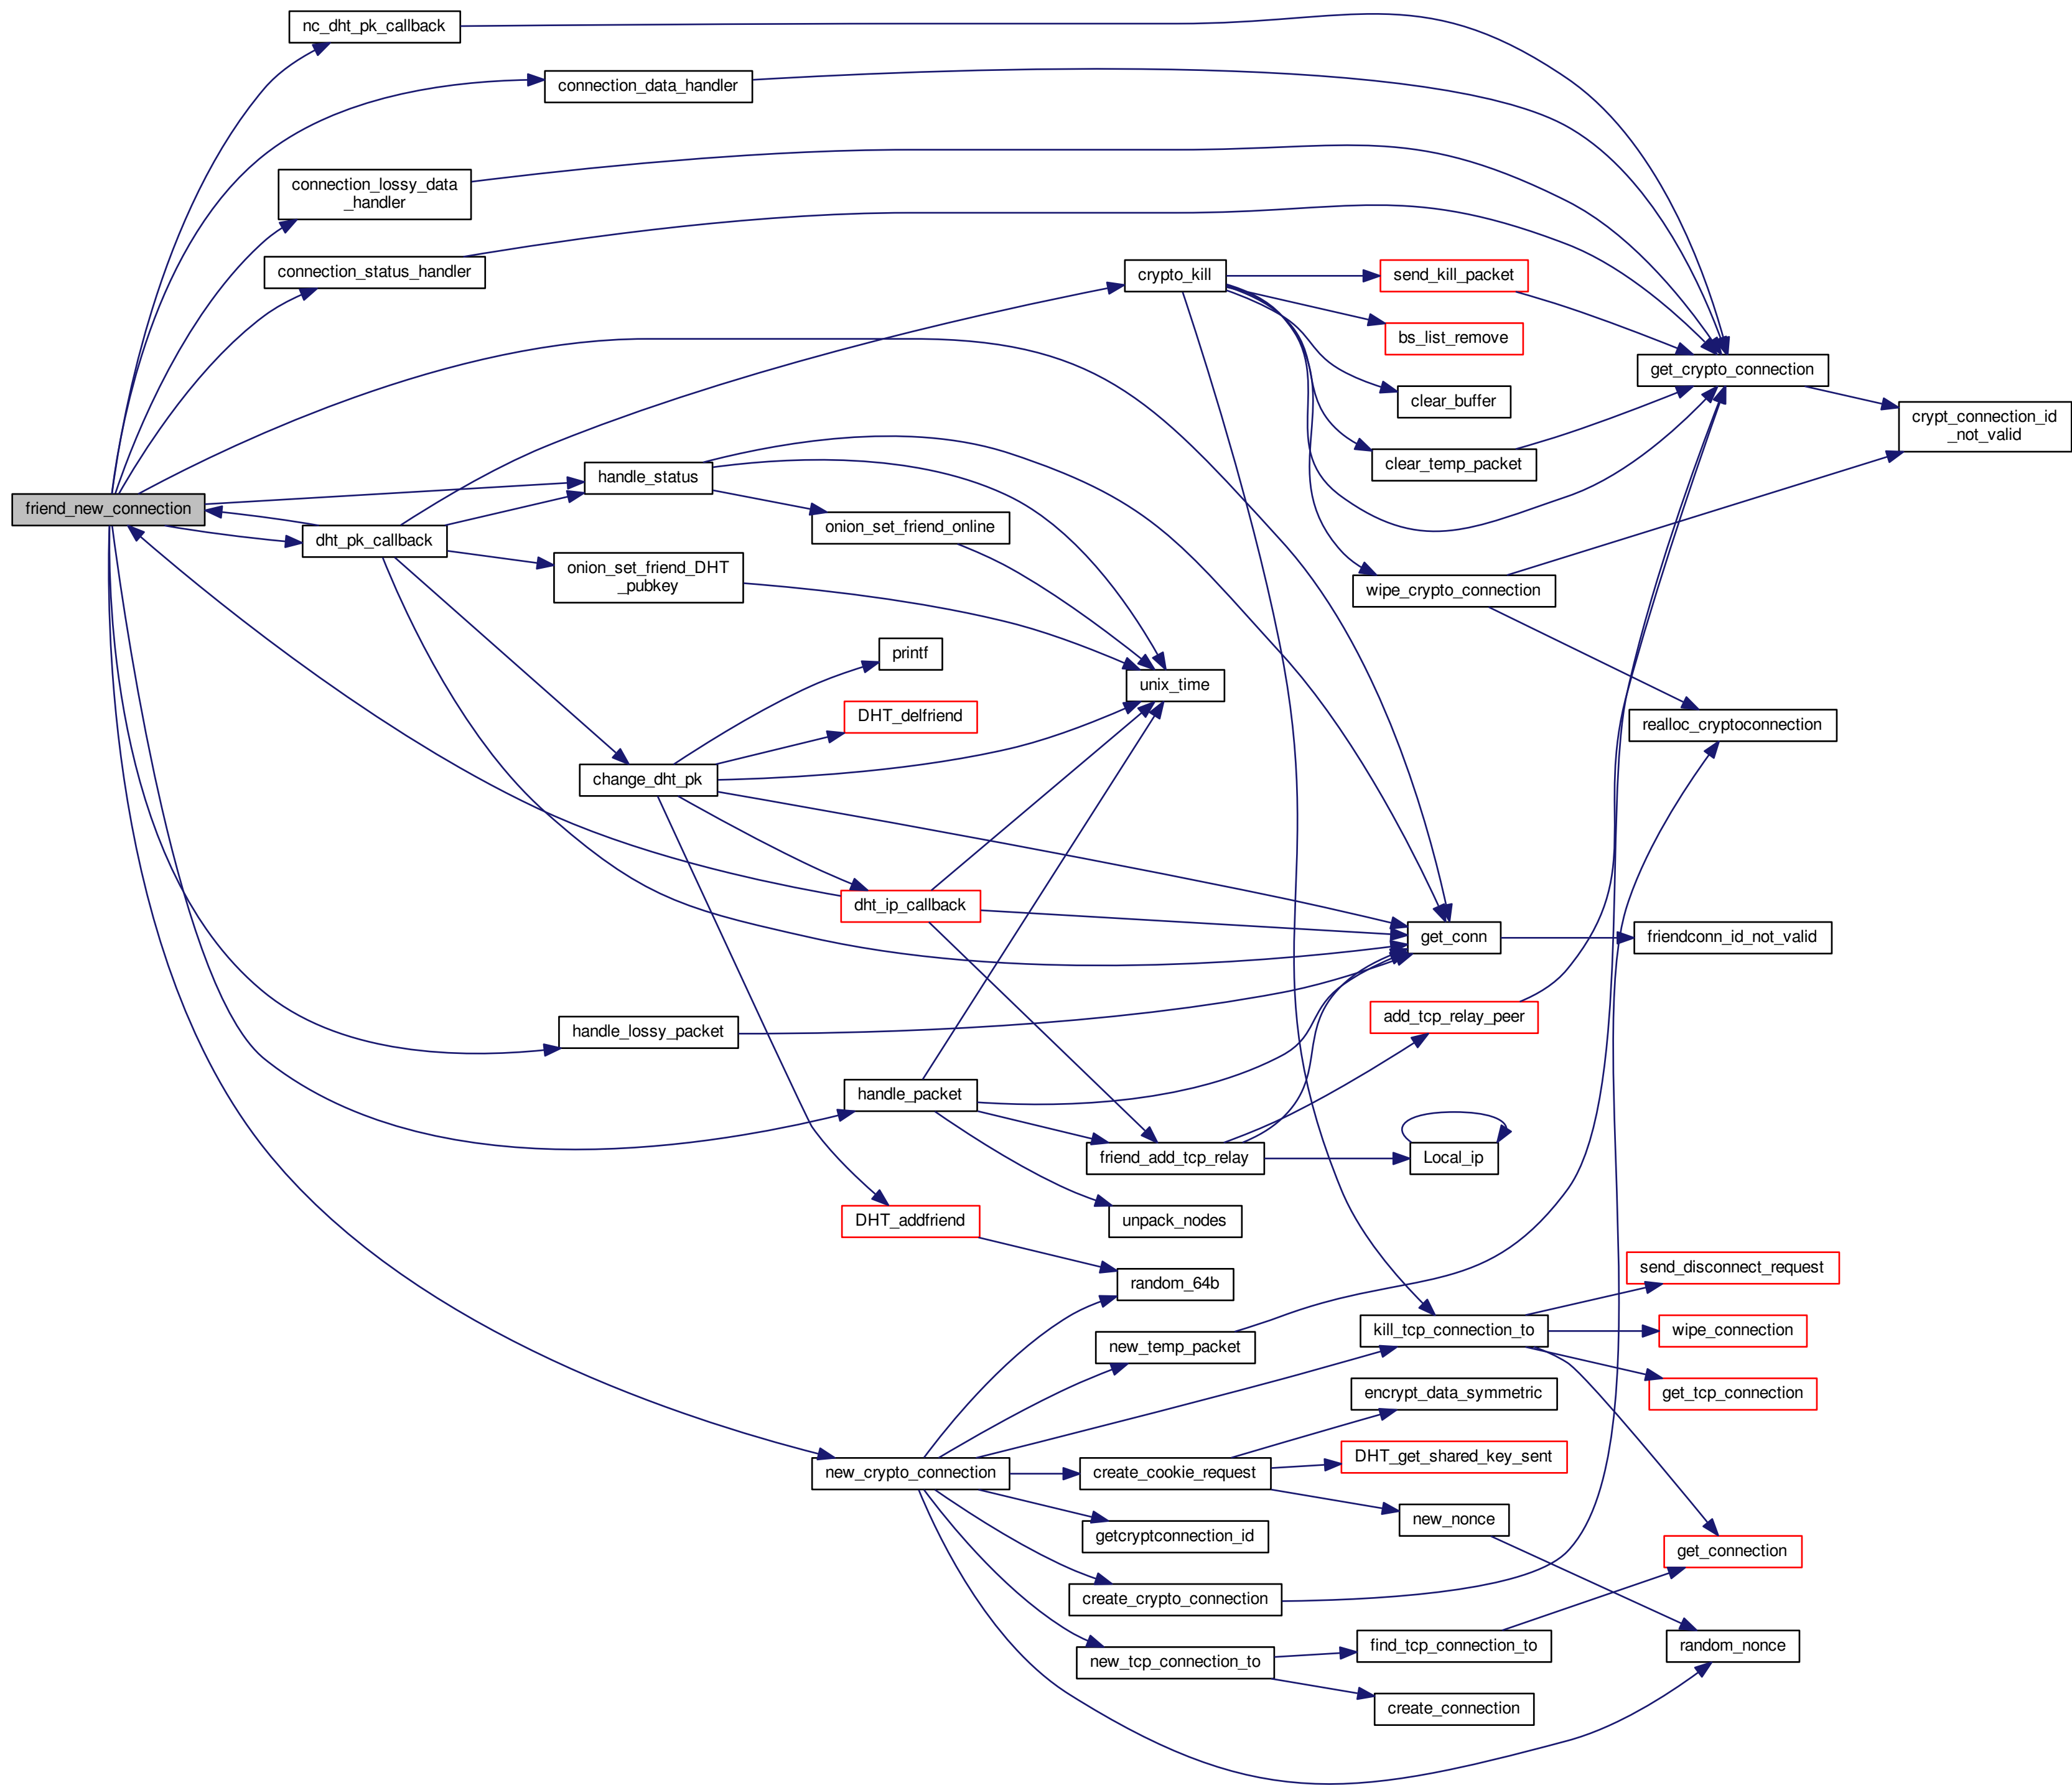 nc_dht_pk_callback
connection_data_handler
connection_lossy_data
_handler
connection_status_handler
crypto_kill
send_kill_packet
bs_list_remove
get_crypto_connection
clear_buffer
crypt_connection_id
_not_valid
clear_temp_packet
handle_status
friend_new_connection
onion_set_friend_online
dht_pk_callback
onion_set_friend_DHT
_pubkey
wipe_crypto_connection
printf
unix_time
DHT_delfriend
realloc_cryptoconnection
change_dht_pk
dht_ip_callback
get_conn
friendconn_id_not_valid
add_tcp_relay_peer
handle_lossy_packet
handle_packet
friend_add_tcp_relay
Local_ip
DHT_addfriend
unpack_nodes
send_disconnect_request
random_64b
kill_tcp_connection_to
wipe_connection
new_temp_packet
encrypt_data_symmetric
get_tcp_connection
DHT_get_shared_key_sent
new_crypto_connection
create_cookie_request
new_nonce
getcryptconnection_id
get_connection
create_crypto_connection
find_tcp_connection_to
random_nonce
new_tcp_connection_to
create_connection